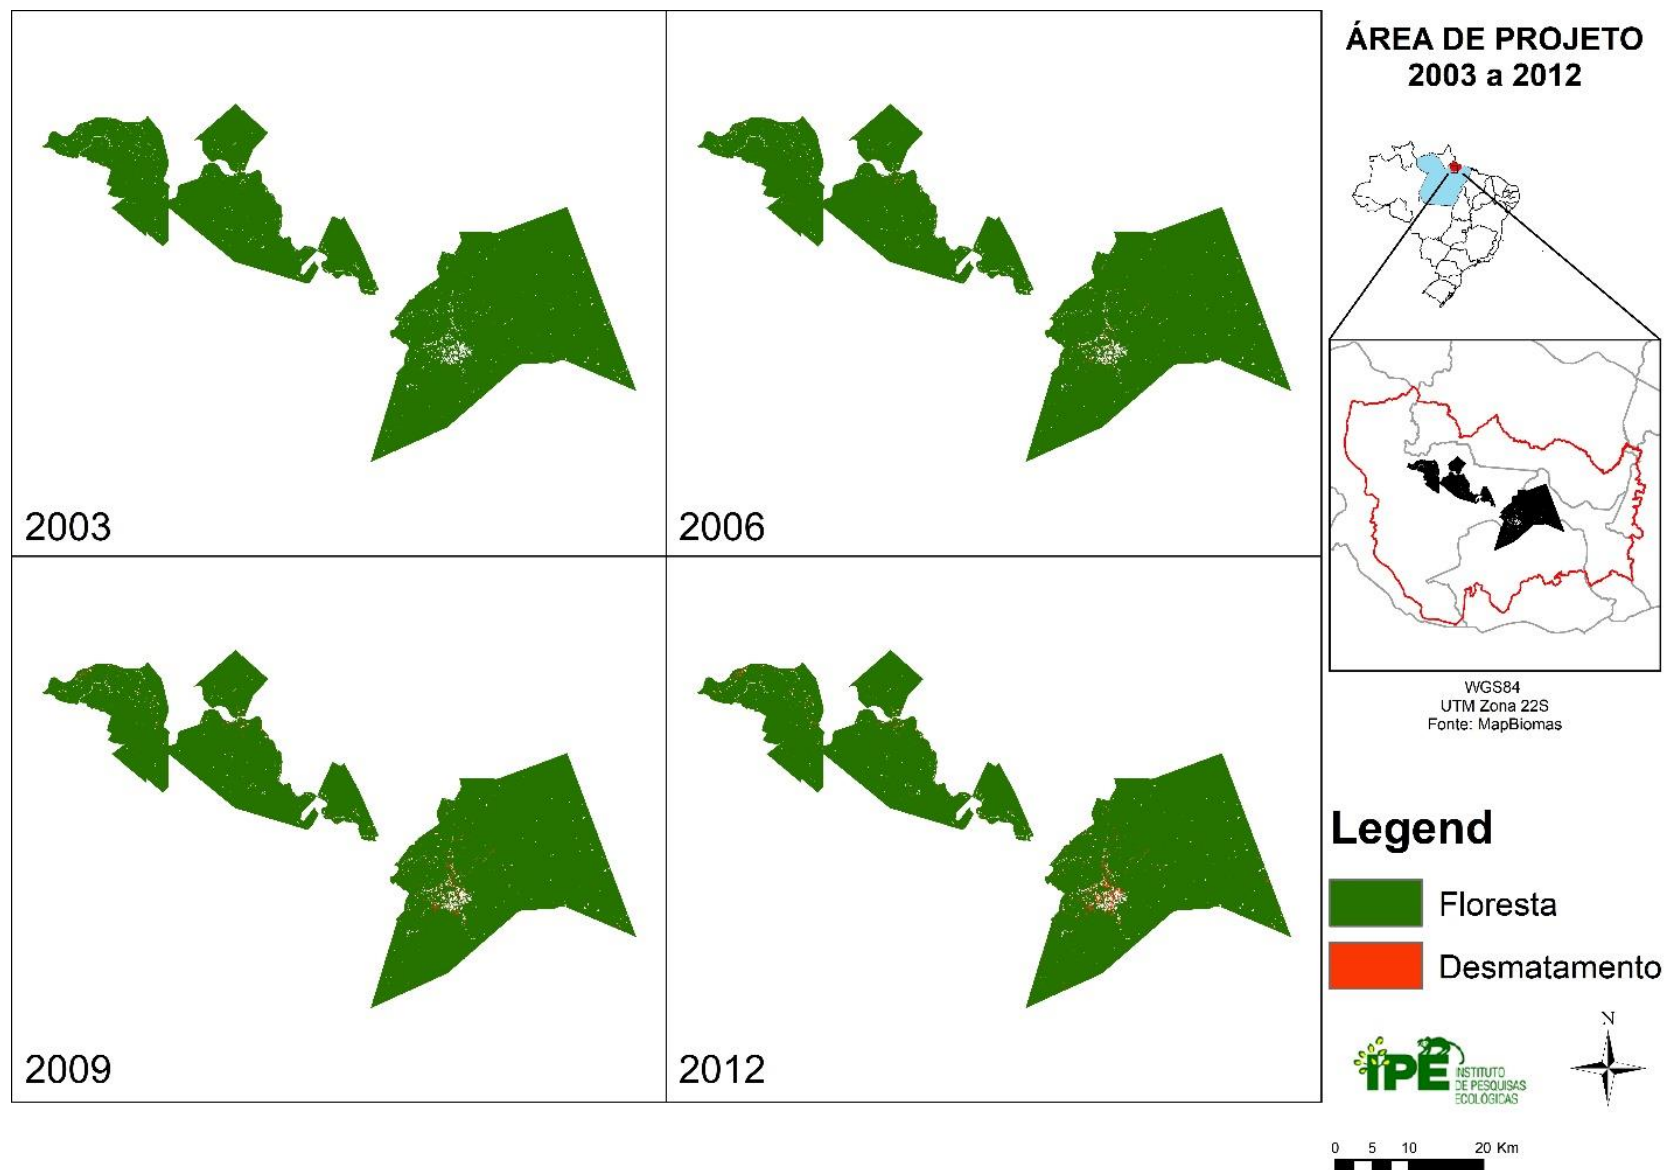 ÁREA DE PROJETO
2003 a 2012
2003
2006
2009
2012
WGS84
UTM Zona 22S
Fonte: MapBiomas
Legend
Floresta
Desmatamento
N
IPÊ
INSTITUTO
DE PESQUISAS
ECOLÓGICAS
0 5 10 20 Km